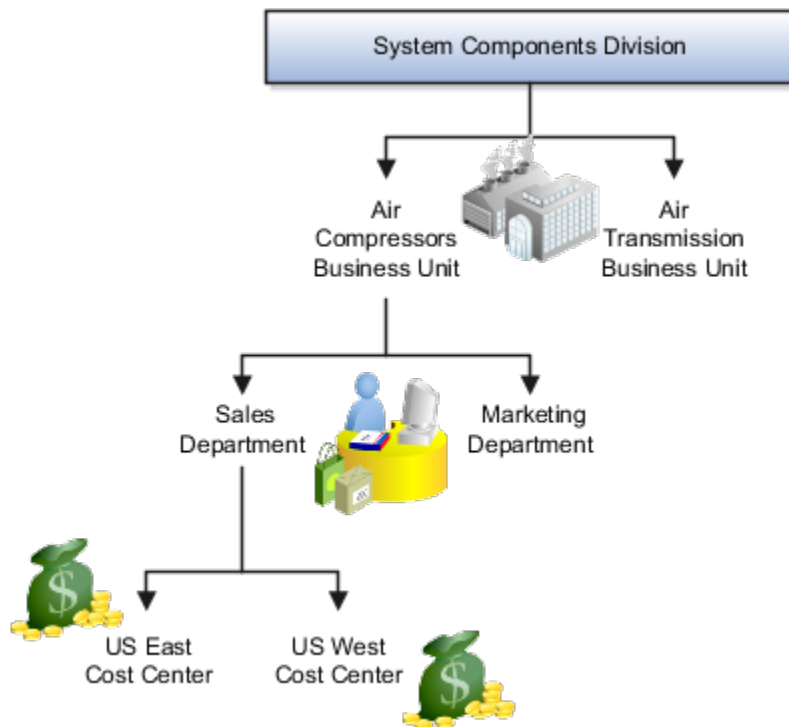 System Components Division
Air
Compressors
Business Unit
Air
Transmission
Business Unit
Sales
Department
Marketing
Department
$
US East
Cost Center
US West
Cost Center
$